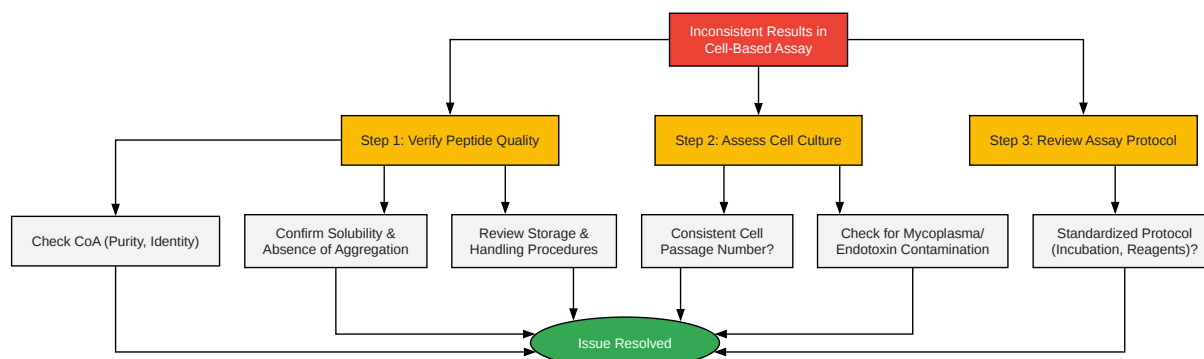 Inconsistent Results in
Cell-Based Assay
Step 1: Verify Peptide Quality
Step 2: Assess Cell Culture
Step 3: Review Assay Protocol
Check CoA (Purity, Identity)
Confirm Solubility &
Absence of Aggregation
Review Storage &
Handling Procedures
Consistent Cell
Passage Number?
Check for Mycoplasma/
Endotoxin Contamination
Standardized Protocol
(Incubation, Reagents)?
Issue Resolved